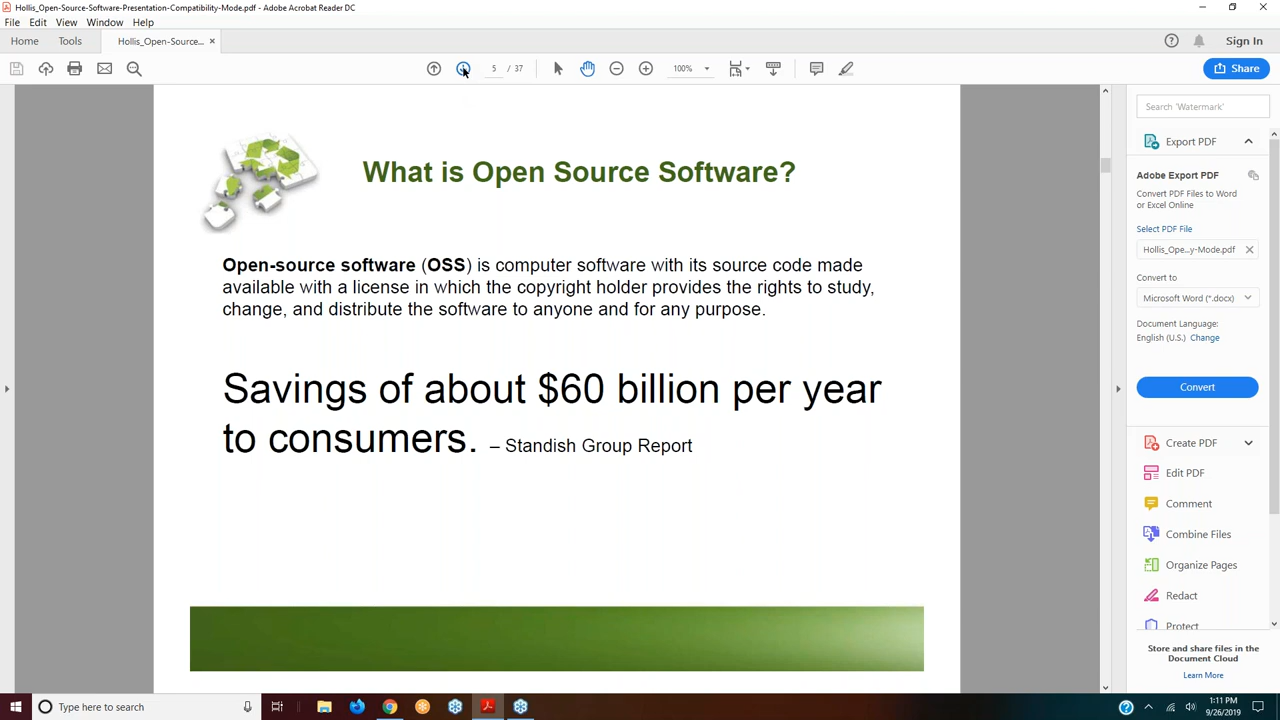 Hollis_Open-Source-Software-Presentation-Compatibility-Mode.pdf - Adobe Acrobat Reader DC
File Edit View Window Help
Home Tools Hollis_Open-Source... × Sign In
5 / 37 100% Share
Search 'Watermark'
Export PDF
Adobe Export PDF
Convert PDF Files to Word
or Excel Online
Select PDF File
Hollis_Ope...y-Mode.pdf
Convert to
Microsoft Word (*.docx)
Document Language:
English (U.S.) Change
Convert
Create PDF
Edit PDF
Comment
Combine Files
Organize Pages
Redact
Protect
Store and share files in the
Document Cloud
Learn More
What is Open Source Software?
Open-source software (OSS) is computer software with its source code made
available with a license in which the copyright holder provides the rights to study,
change, and distribute the software to anyone and for any purpose.
Savings of about $60 billion per year
to consumers. – Standish Group Report
Type here to search
1:11 PM
9/26/2019